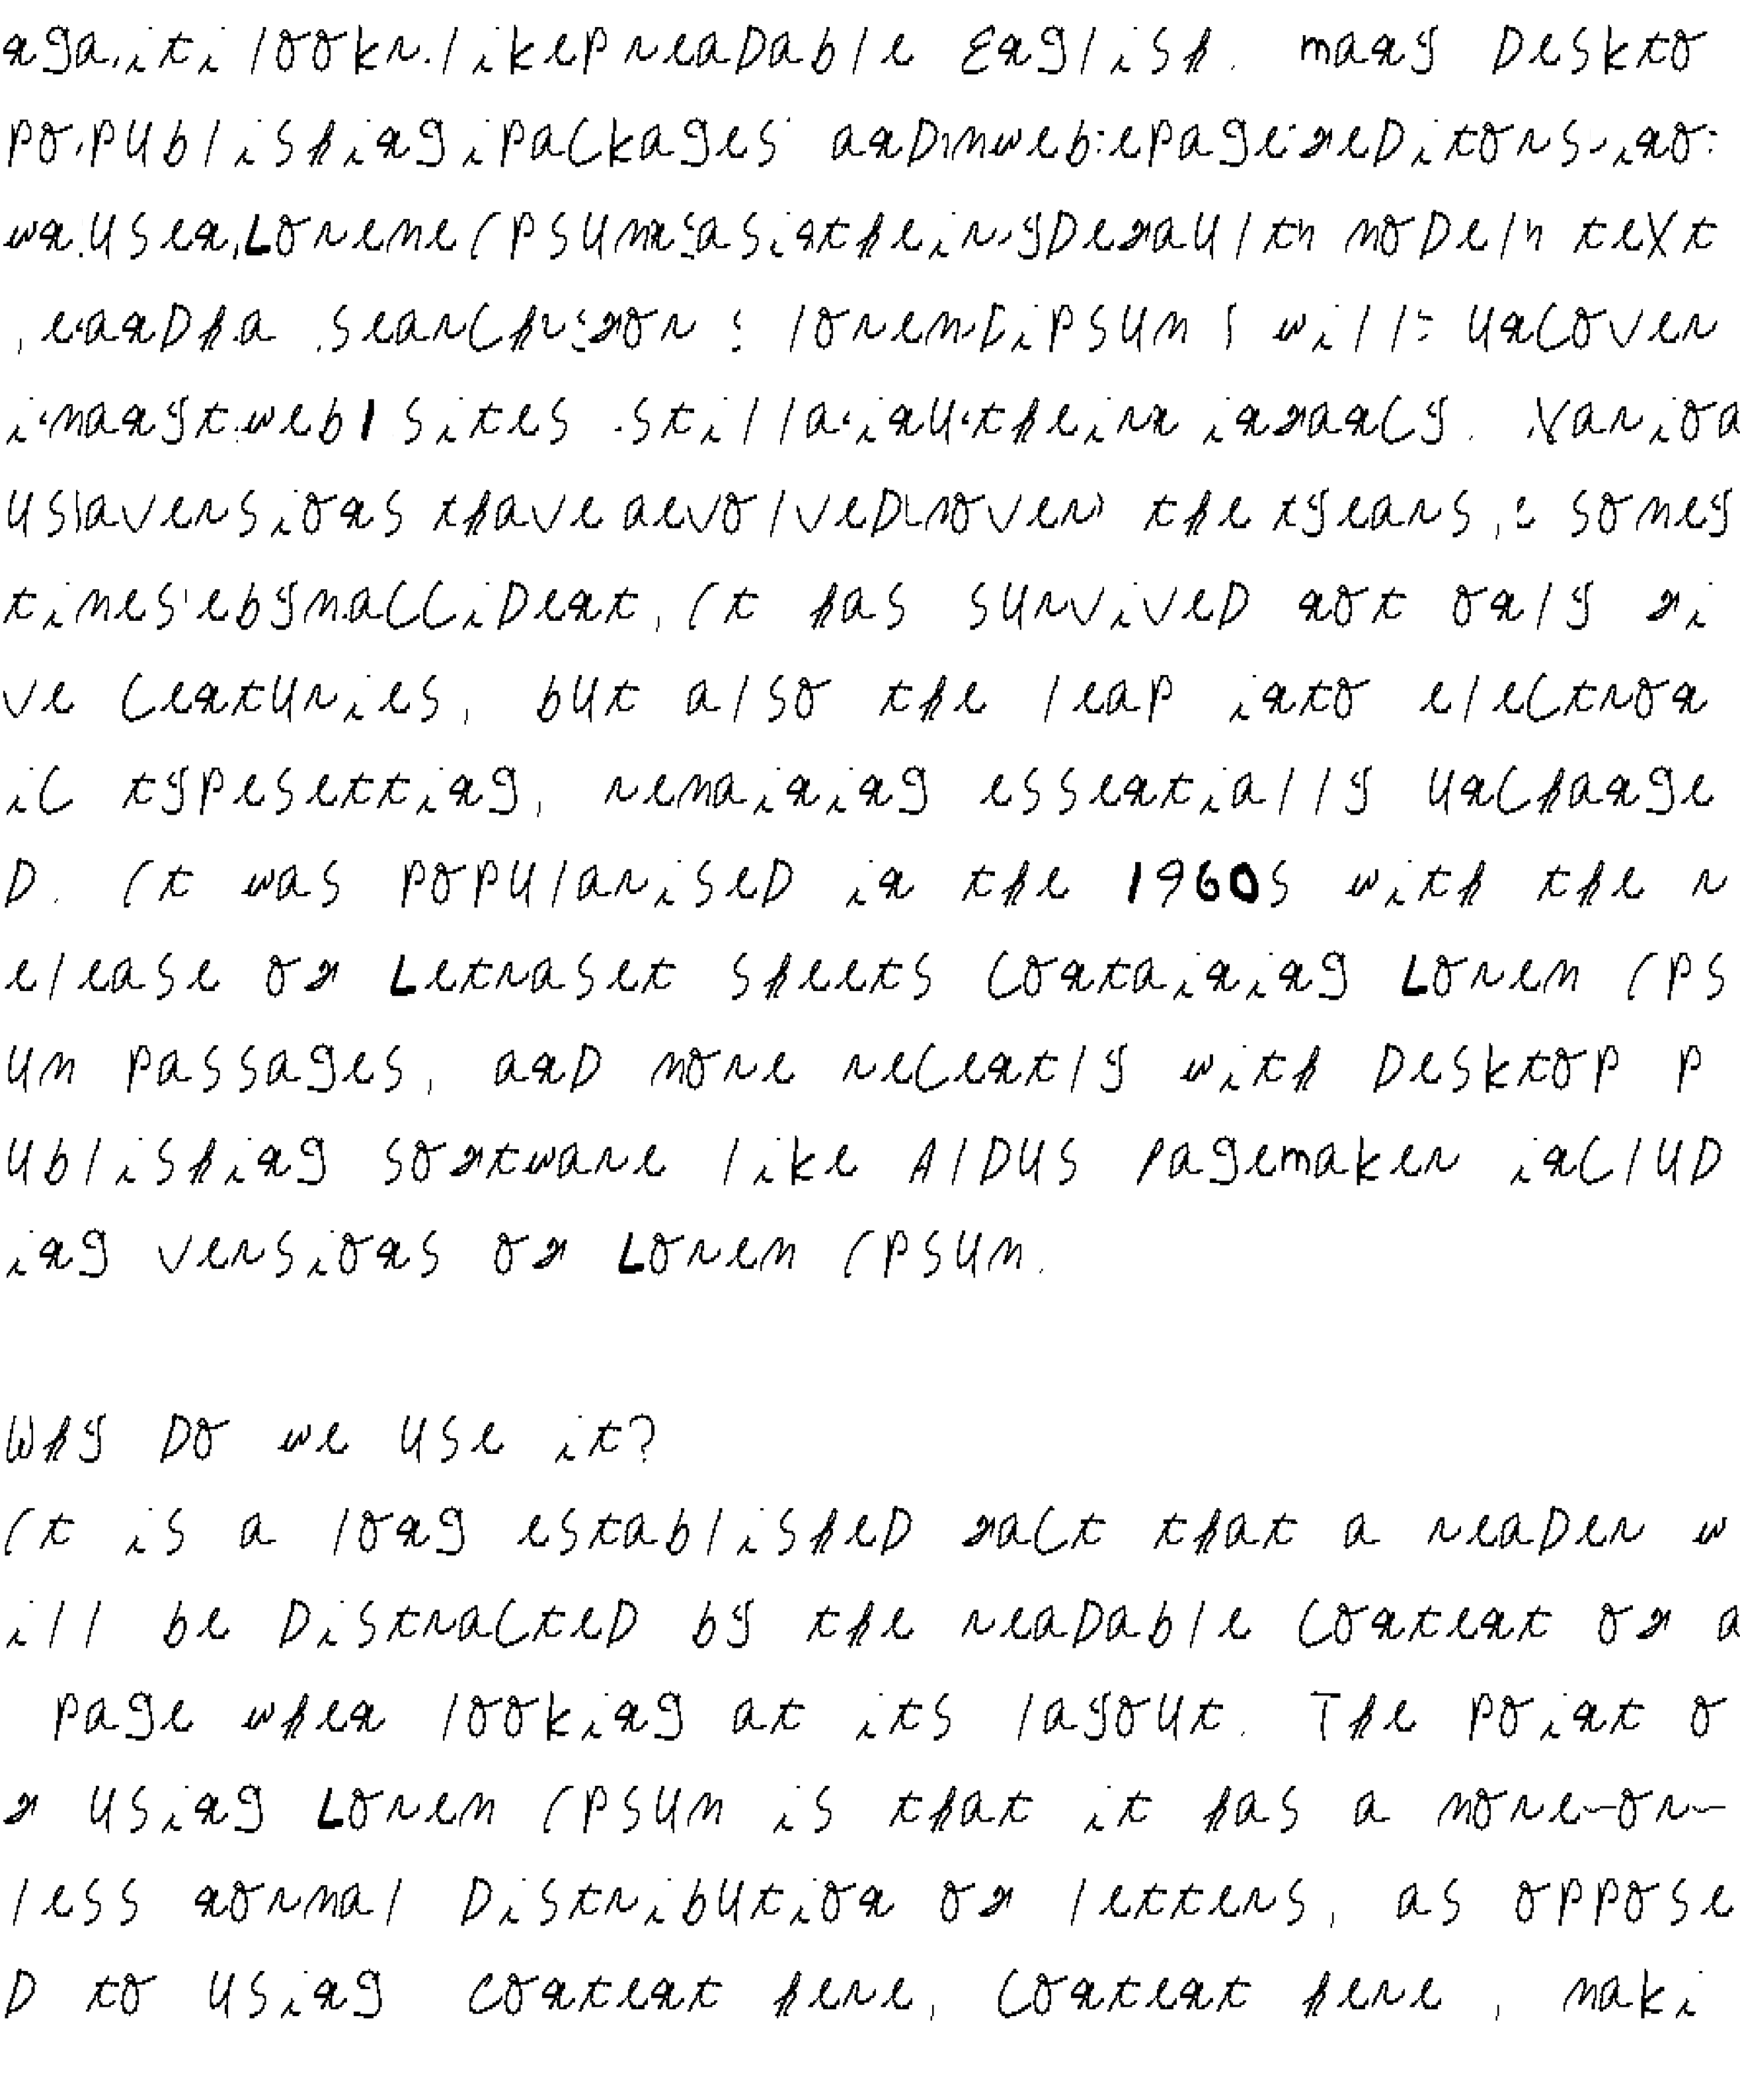 ng it look like readable English. Many deskto
p publishing packages and web page editors no
w use Lorem Ipsum as their default model text
, and a search for lorem ipsum will uncover
many web sites still in their infancy. Vario
us versions have evolved over the years, some
times by accident, It has survived not only fi
ve centuries, but also the leap into electron
ic typesetting, remaining essentially unchange
d. It was popularised in the 1960s with the r
elease of Letraset sheets containing Lorem Ips
um passages, and more recently with desktop p
ublishing software like Aldus PageMaker includ
ing versions of Lorem Ipsum.
Why do we use it?
It is a long established fact that a reader w
ill be distracted by the readable content of a
page when looking at its layout. The point o
f using Lorem Ipsum is that it has a more-or-
less normal distribution of letters, as oppose
d to using Content here, content here , maki